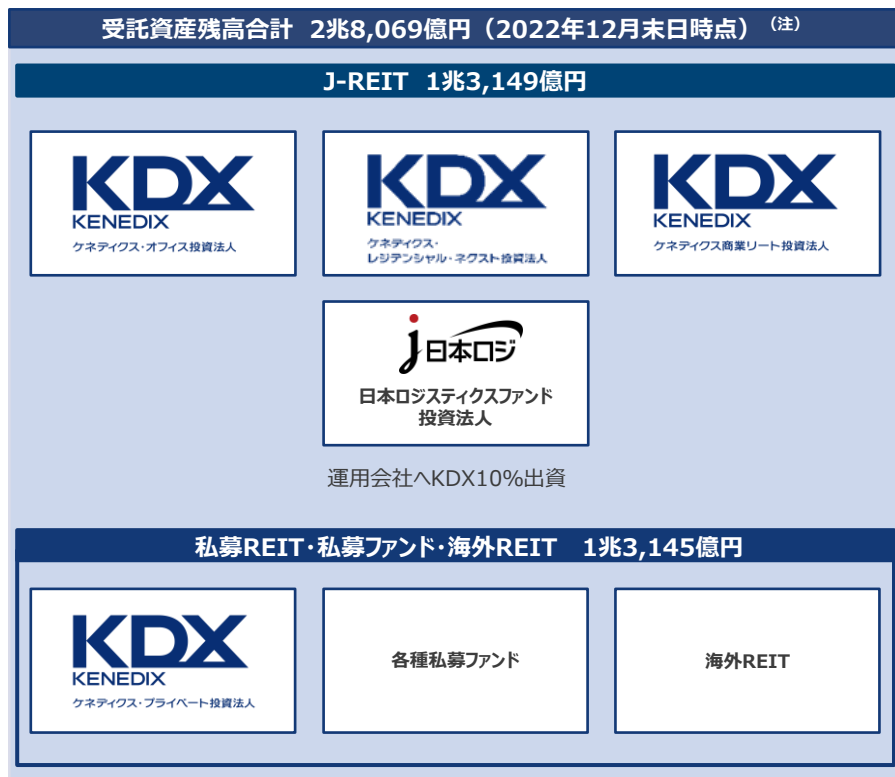 受託資産残高合計 2兆8,069億円（2022年12月末日時点）（注）
J-REIT 1兆3,149億円
KDX
KENEDIX
ケネディクス・オフィス投資法人
KDX
KENEDIX
ケネディクス・
レジデンシャル・ネクスト投資法人
KDX
KENEDIX
ケネディクス商業リート投資法人
j日本ロジ
日本ロジスティクスファンド
投資法人
運用会社へKDX10%出資
私募REIT・私募ファンド・海外REIT 1兆3,145億円
KDX
KENEDIX
ケネディクス・プライベート投資法人
各種私募ファンド
海外REIT